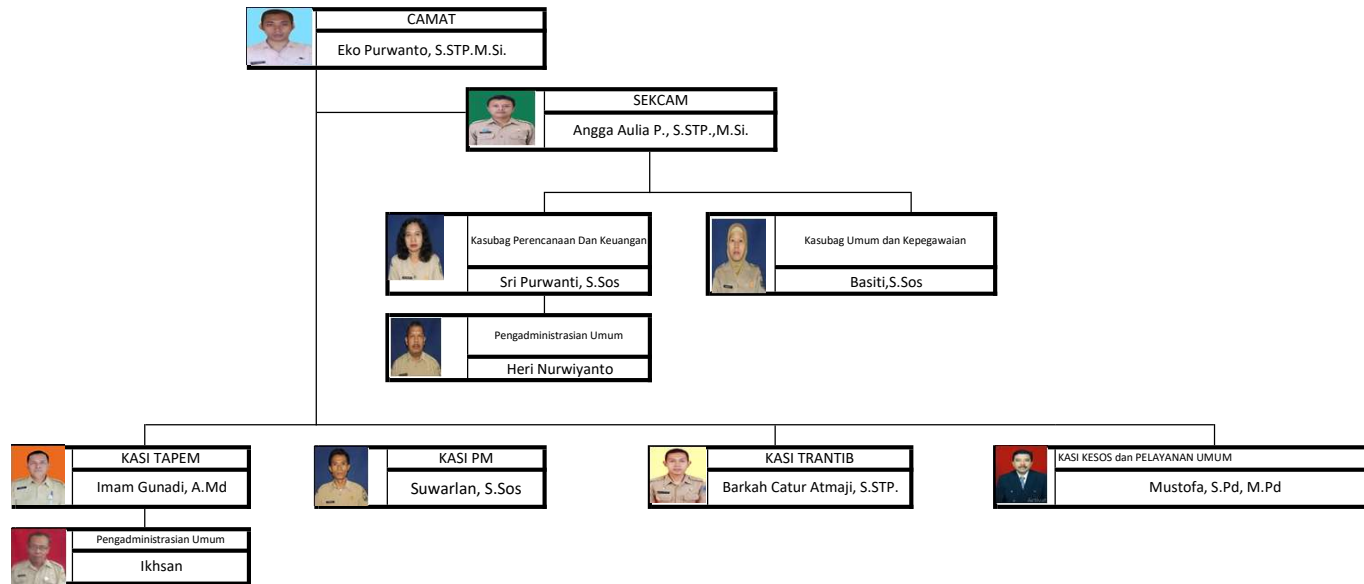 CAMAT
Eko Purwanto, S.STP.M.Si.
SEKCAM
Angga Aulia P., S.STP.,M.Si.
Kasubag Perencanaan Dan Keuangan
Sri Purwanti, S.Sos
Kasubag Umum dan Kepegawaian
Basiti,S.Sos
Pengadministrasian Umum
Heri Nurwiyanto
KASI TAPEM
Imam Gunadi, A.Md
KASI PM
Suwarlan, S.Sos
KASI TRANTIB
Barkah Catur Atmaji, S.STP.
KASI KESOS dan PELAYANAN UMUM
Mustofa, S.Pd, M.Pd
Pengadministrasian Umum
Ikhsan